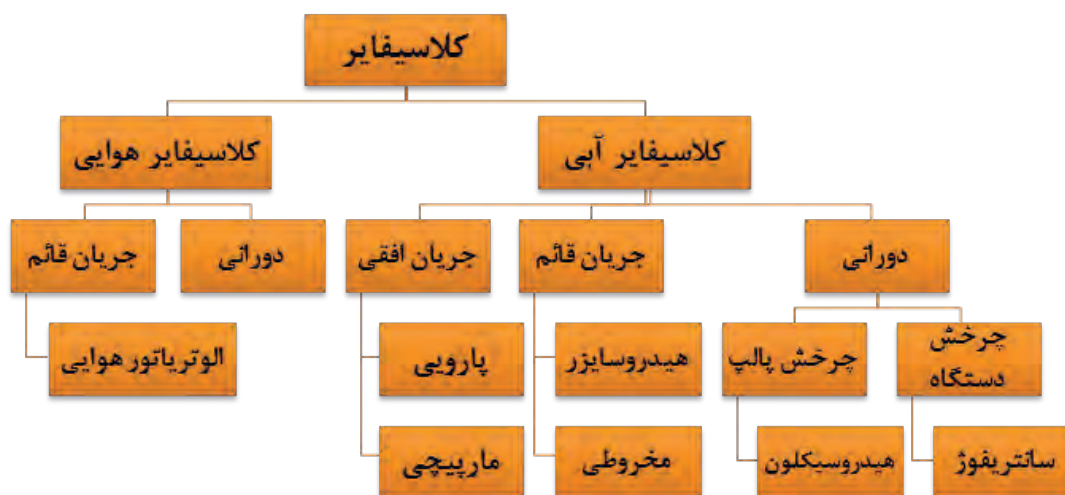 کلاسیفایر
کلاسیفایر آبی
کلاسیفایر هوایی
دورانی
جریان قائم
جریان افقی
دورانی
جریان قائم
چرخش
دستگاه
چرخش پالپ
هیدروسایزر
پارویی
الوتریاتور هوایی
سانتریفوژ
هیدروسیکلون
مخروطی
مارپیچی